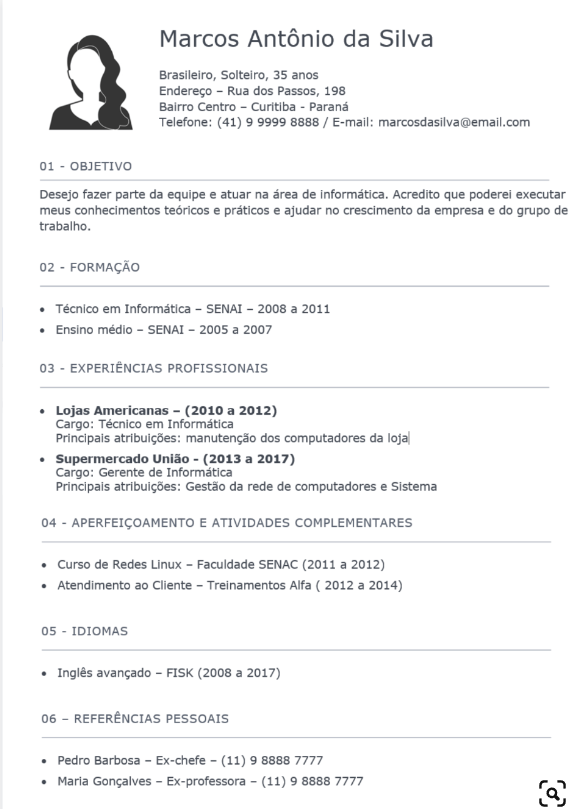 Marcos Antônio da Silva
Brasileiro, Solteiro, 35 anos
Endereço – Rua dos Passos, 198
Bairro Centro – Curitiba - Paraná
Telefone: (41) 9 9999 8888 / E-mail: marcosdasilva@email.com
01 - OBJETIVO
Desejo fazer parte da equipe e atuar na área de informática. Acredito que poderei executar
meus conhecimentos teóricos e práticos e ajudar no crescimento da empresa e do grupo de
trabalho.
02 - FORMAÇÃO
• Técnico em Informática – SENAI – 2008 a 2011
• Ensino médio – SENAI – 2005 a 2007
03 - EXPERIÊNCIAS PROFISSIONAIS
• Lojas Americanas – (2010 a 2012)
Cargo: Técnico em Informática
Principais atribuições: manutenção dos computadores da loja
• Supermercado União - (2013 a 2017)
Cargo: Gerente de Informática
Principais atribuições: Gestão da rede de computadores e Sistema
04 - APERFEIÇOAMENTO E ATIVIDADES COMPLEMENTARES
• Curso de Redes Linux – Faculdade SENAC (2011 a 2012)
• Atendimento ao Cliente – Treinamentos Alfa ( 2012 a 2014)
05 - IDIOMAS
• Inglês avançado – FISK (2008 a 2017)
06 – REFERÊNCIAS PESSOAIS
• Pedro Barbosa – Ex-chefe – (11) 9 8888 7777
• Maria Gonçalves – Ex-professora – (11) 9 8888 7777